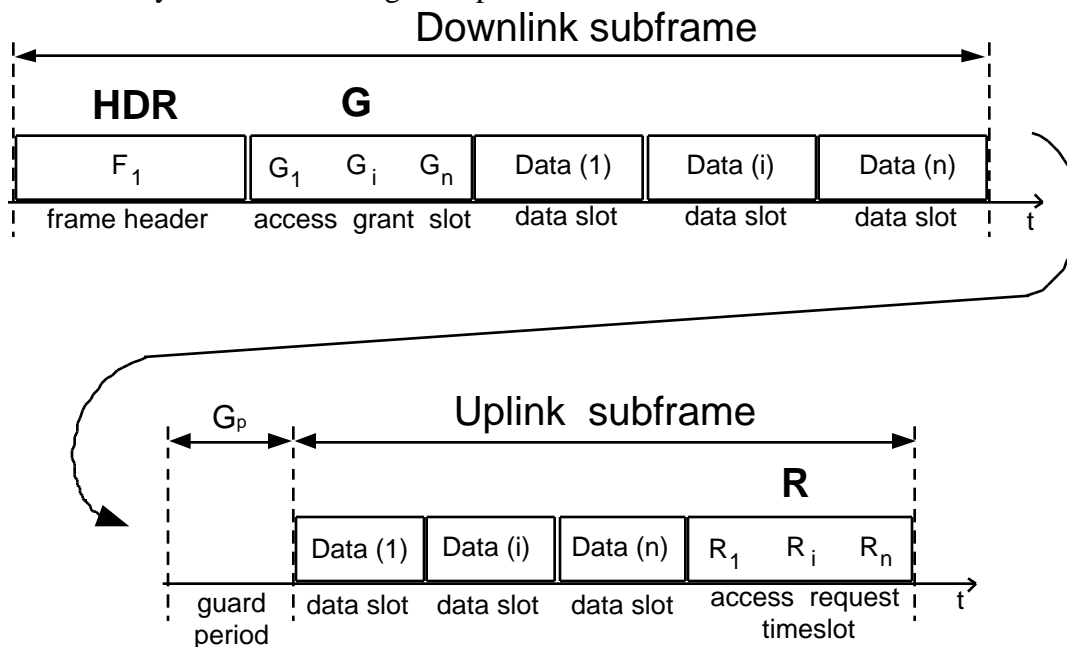 Downlink subframe
HDR G
F1 G1 Gi Gn Data (1) Data (i) Data (n)
frame header access grant slot data slot data slot data slot t
Gp Uplink subframe
R
Data (1) Data (i) Data (n) R1 Ri Rn
guard period data slot data slot data slot access request timeslot t